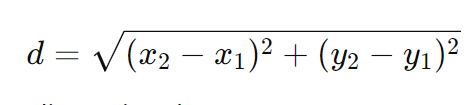 d = √(x₂ − x₁)² + (y₂ − y₁)²